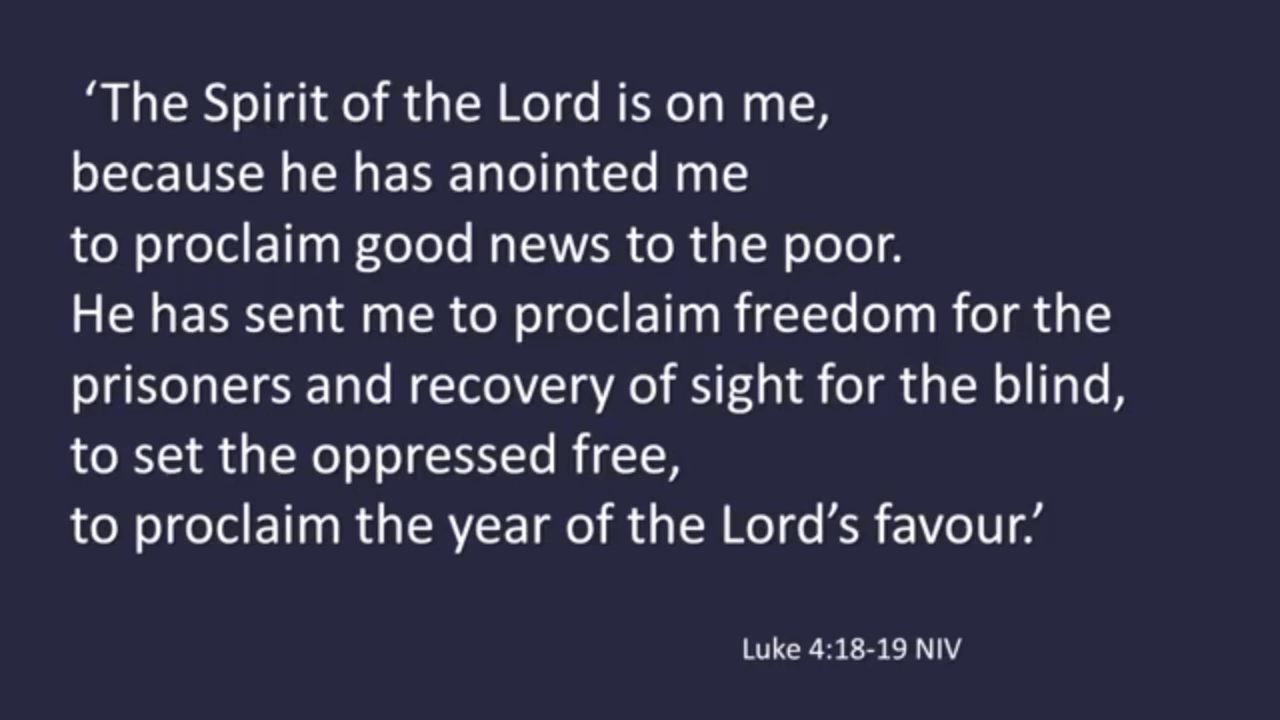 ‘The Spirit of the Lord is on me,
because he has anointed me
to proclaim good news to the poor.
He has sent me to proclaim freedom for the
prisoners and recovery of sight for the blind,
to set the oppressed free,
to proclaim the year of the Lord’s favour.’
Luke 4:18-19 NIV